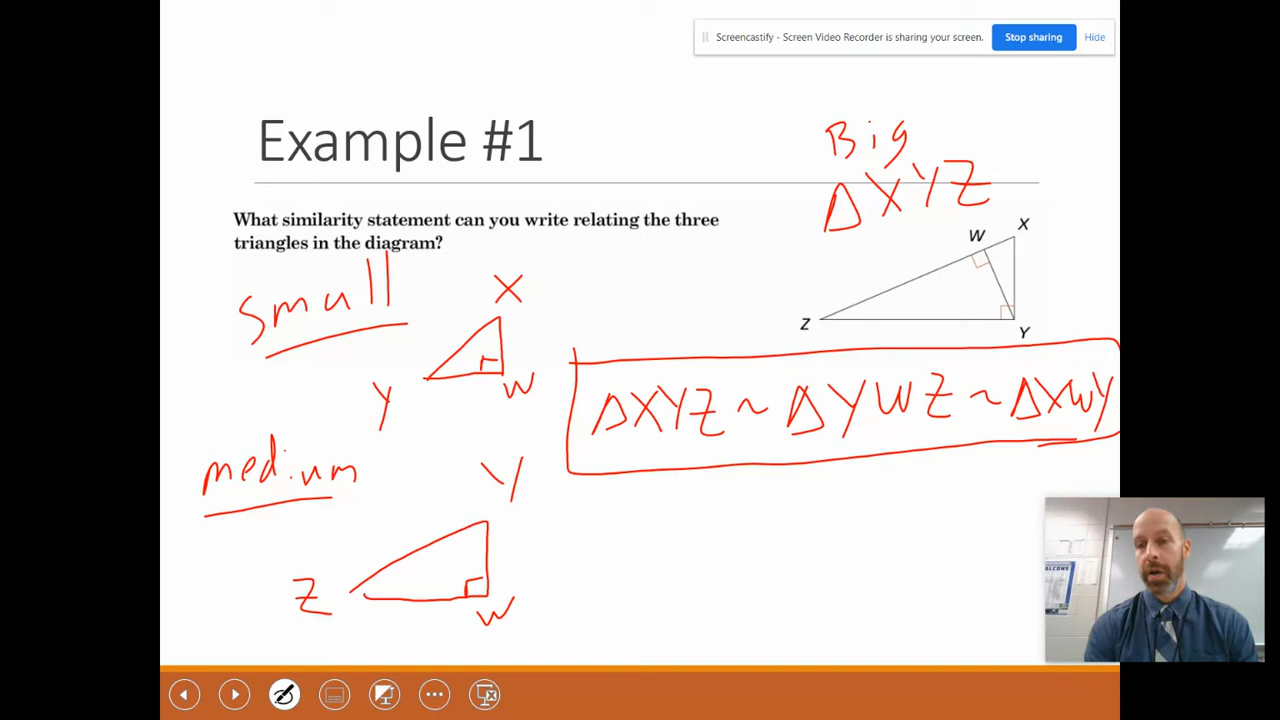 Screencastify - Screen Video Recorder is sharing your screen.
Stop sharing
Hide
Example #1
Big
ΔXYZ
What similarity statement can you write relating the three
triangles in the diagram?
W
X
Z
Y
small
X
Y
W
ΔXYZ ~ ΔYWZ ~ ΔXWY
medium
Y
Z
W